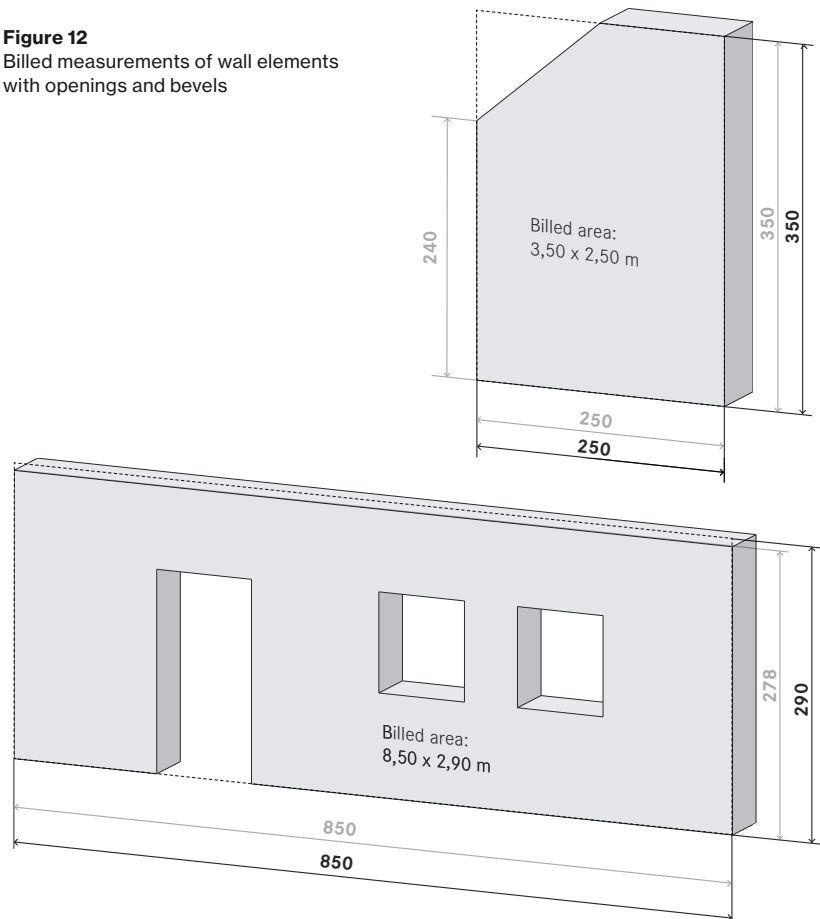 Figure 12
Billed measurements of wall elements
with openings and bevels
240
Billed area:
3,50 x 2,50 m
350
350
250
250
Billed area:
8,50 x 2,90 m
278
290
850
850